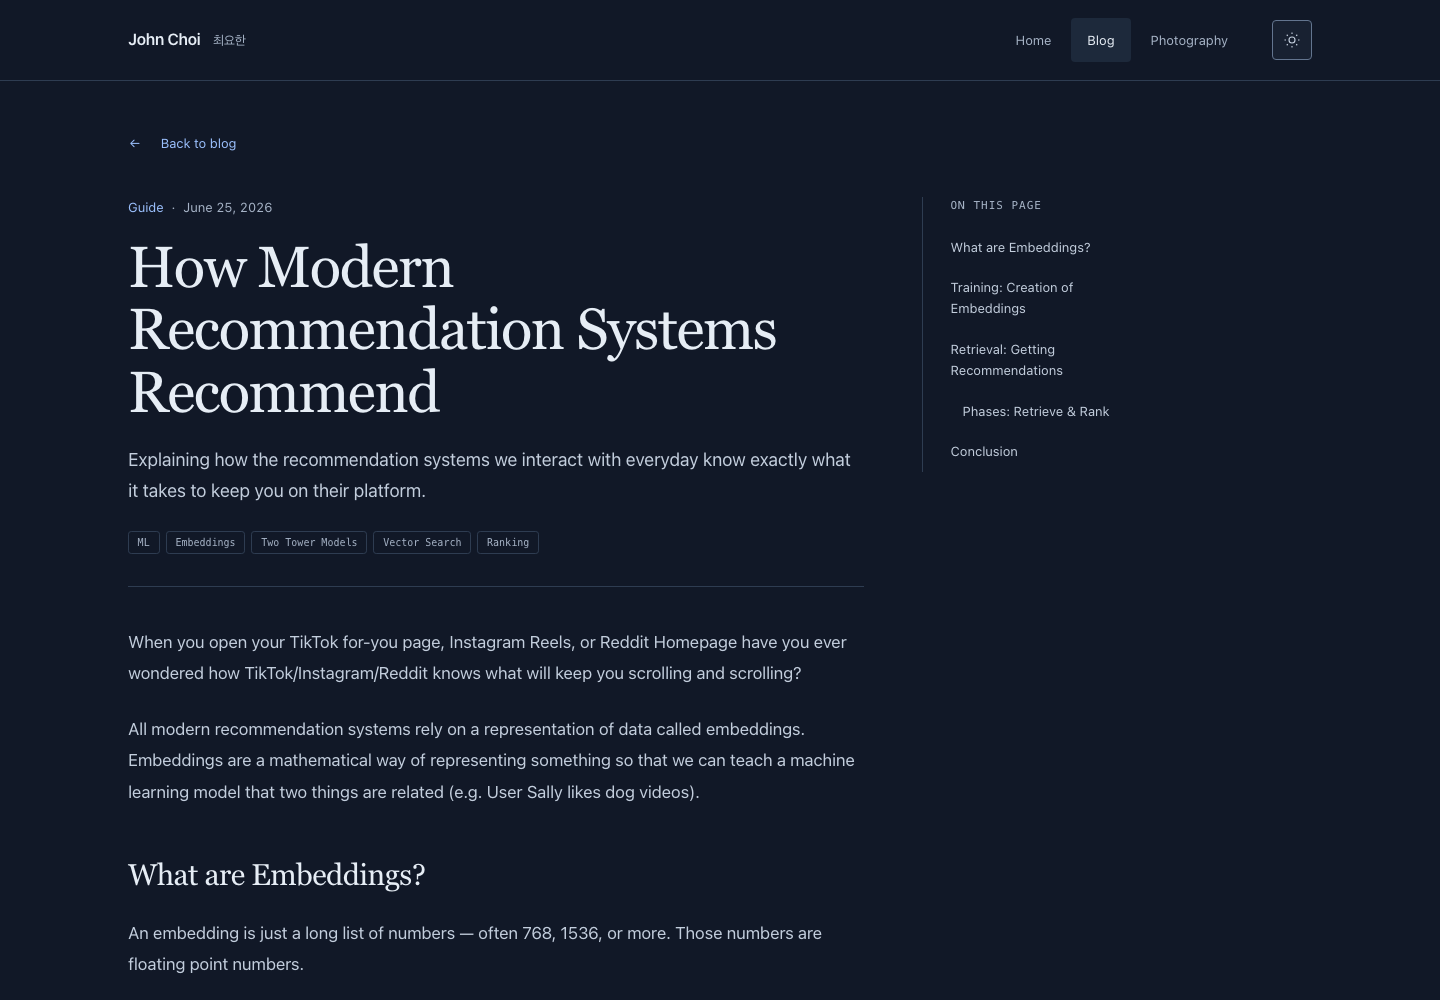 John Choi 최요한
Home
Blog
Photography
← Back to blog
Guide · June 25, 2026
How Modern
Recommendation Systems
Recommend
Explaining how the recommendation systems we interact with everyday know exactly what
it takes to keep you on their platform.
ML
Embeddings
Two Tower Models
Vector Search
Ranking
When you open your TikTok for-you page, Instagram Reels, or Reddit Homepage have you ever
wondered how TikTok/Instagram/Reddit knows what will keep you scrolling and scrolling?
All modern recommendation systems rely on a representation of data called embeddings.
Embeddings are a mathematical way of representing something so that we can teach a machine
learning model that two things are related (e.g. User Sally likes dog videos).
What are Embeddings?
An embedding is just a long list of numbers — often 768, 1536, or more. Those numbers are
floating point numbers.
ON THIS PAGE
What are Embeddings?
Training: Creation of
Embeddings
Retrieval: Getting
Recommendations
Phases: Retrieve & Rank
Conclusion